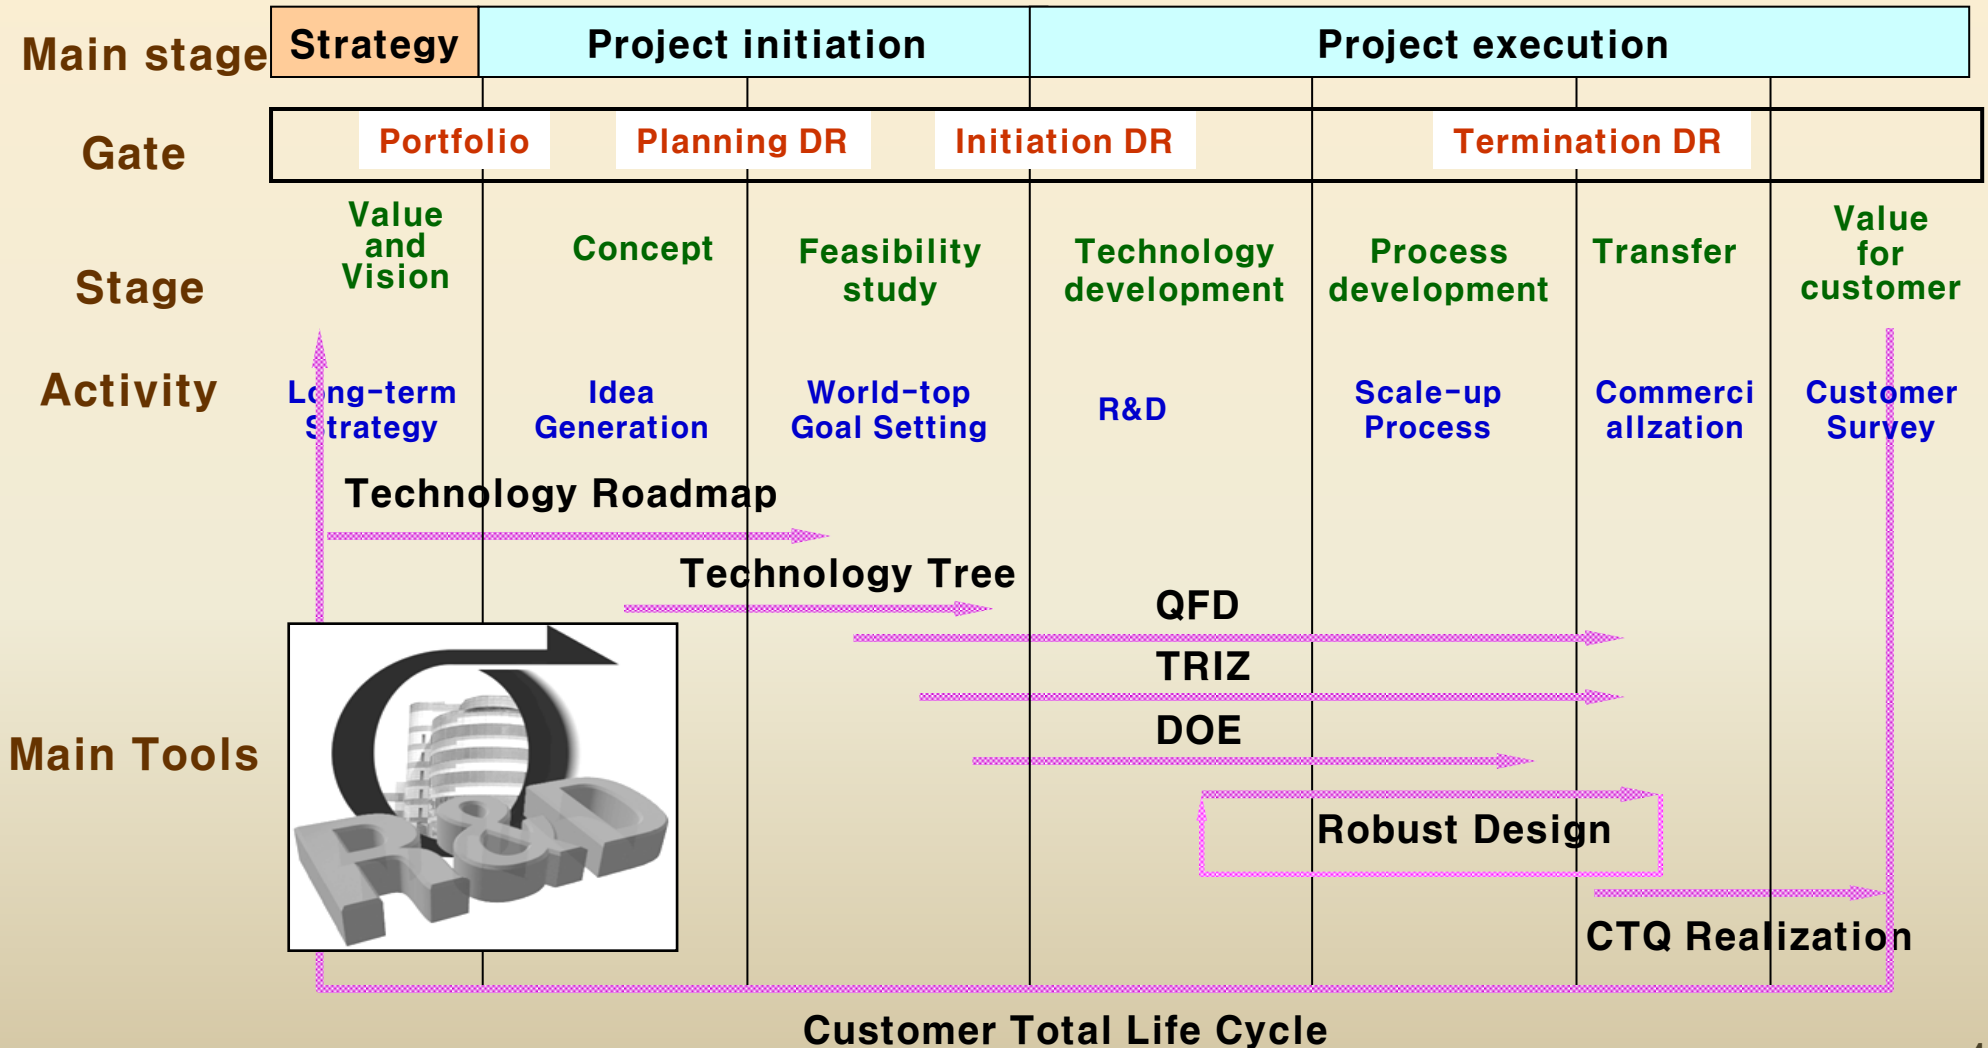 Main stage
Strategy
Project initiation
Project execution
Gate
Portfolio
Planning DR
Initiation DR
Termination DR
Stage
Value
and
Vision
Concept
Feasibility
study
Technology
development
Process
development
Transfer
Value
for
customer
Activity
Long-term
Strategy
Idea
Generation
World-top
Goal Setting
R&D
Scale-up
Process
Commerci
alIzation
Customer
Survey
Main Tools
Technology Roadmap
Technology Tree
QFD
TRIZ
DOE
Robust Design
CTQ Realization
R&D
Customer Total Life Cycle